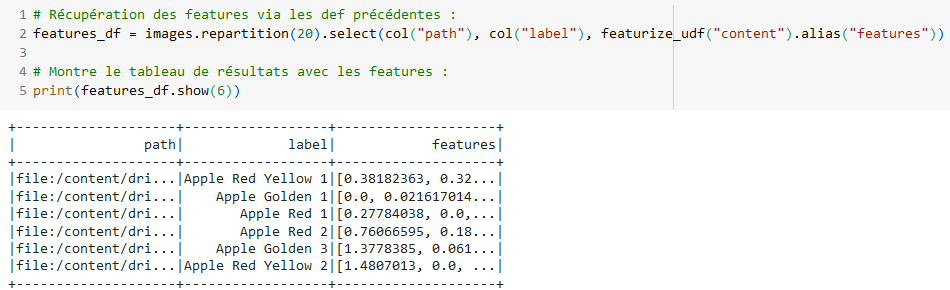 1 # Récupération des features via les def précédentes :
2 features_df = images.repartition(20).select(col("path"), col("label"), featurize_udf("content").alias("features"))
3
4 # Montre le tableau de résultats avec les features :
5 print(features_df.show(6))
+--------------------+------------------+--------------------+
|                path|             label|            features|
+--------------------+------------------+--------------------+
|file:/content/dri...|Apple Red Yellow 1|[0.38182363, 0.32...|
|file:/content/dri...|    Apple Golden 1|[0.0, 0.021617014...|
|file:/content/dri...|       Apple Red 1|[0.27784038, 0.0,...|
|file:/content/dri...|       Apple Red 2|[0.76066595, 0.18...|
|file:/content/dri...|    Apple Golden 3|[1.3778385, 0.061...|
|file:/content/dri...|Apple Red Yellow 2|[1.4807013, 0.0, ...|
+--------------------+------------------+--------------------+